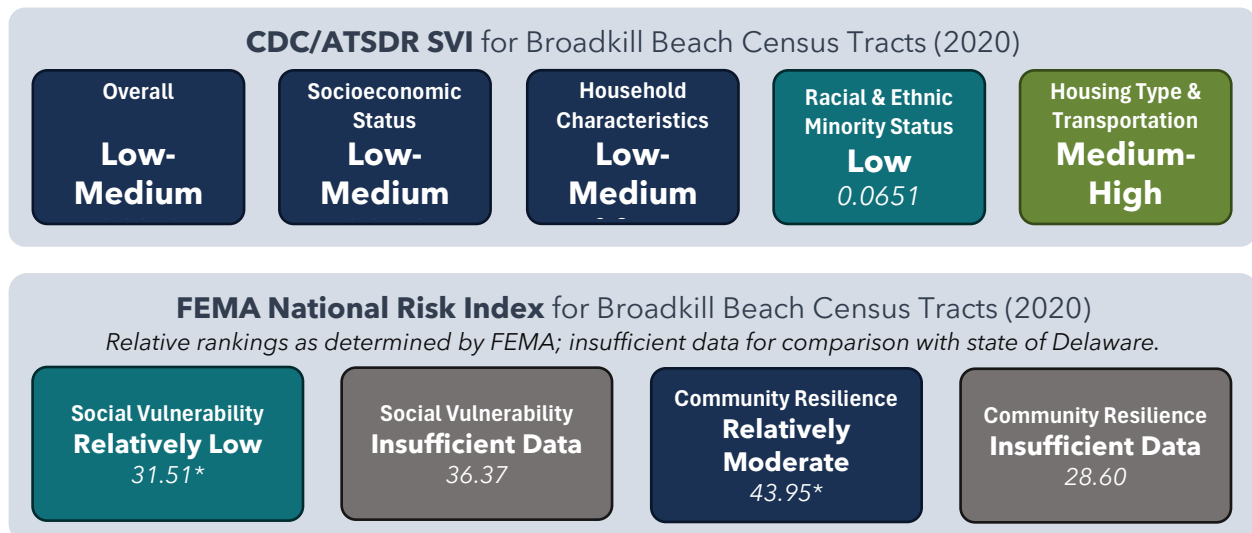 CDC/ATSDR SVI for Broadkill Beach Census Tracts (2020)
Overall
Low-
Medium
Socioeconomic
Status
Low-
Medium
Household
Characteristics
Low-
Medium
Racial & Ethnic
Minority Status
Low
0.0651
Housing Type &
Transportation
Medium-
High
FEMA National Risk Index for Broadkill Beach Census Tracts (2020)
Relative rankings as determined by FEMA; insufficient data for comparison with state of Delaware.
Social Vulnerability
Relatively Low
31.51*
Social Vulnerability
Insufficient Data
36.37
Community Resilience
Relatively
Moderate
43.95*
Community Resilience
Insufficient Data
28.60